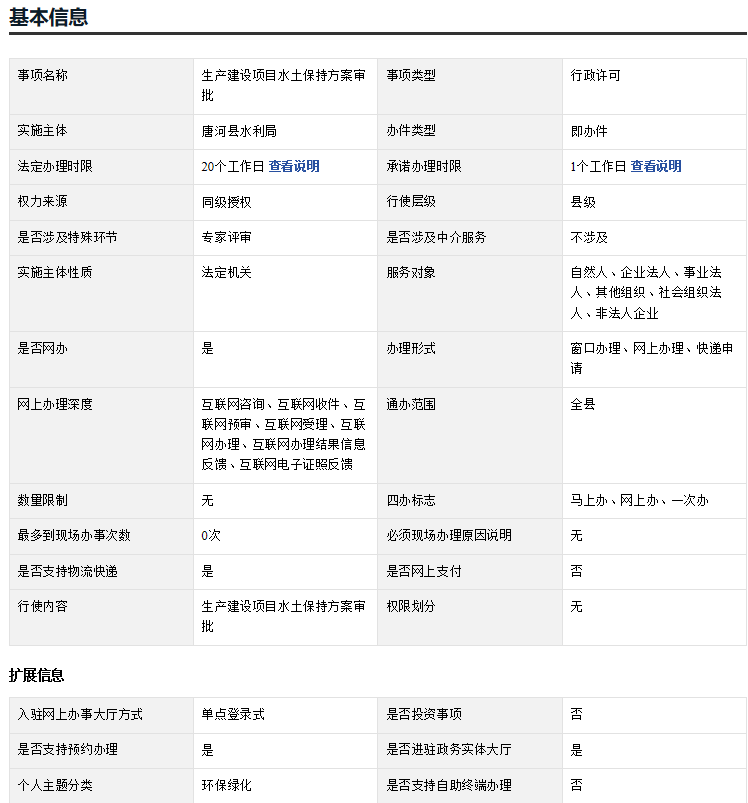 基本信息
事项名称 生产建设项目水土保持方案审 事项类型 行政许可
批
实施主体 唐河县水利局 办件类型 即办件
法定办理时限 20个工作日 查看说明 承诺办理时限 1个工作日 查看说明
权力来源 同级授权 行使层级 县级
是否涉及特殊环节 专家评审 是否涉及中介服务 不涉及
实施主体性质 法定机关 服务对象 自然人、企业法人、事业法
人、其他组织、社会组织法
人、非法人企业
是否网办 是 办理形式 窗口办理、网上办理、快递申
请
网上办理深度 互联网咨询、互联网收件、互 通办范围 全县
联网预审、互联网受理、互联
网办理、互联网办理结果信息
反馈、互联网电子证照反馈
数量限制 无 四办标志 马上办、网上办、一次办
最多到现场办事次数 0次 必须现场办理原因说明 无
是否支持物流快递 是 是否网上支付 否
行使内容 生产建设项目水土保持方案审 权限划分 无
批
扩展信息
入驻网上办事大厅方式 单点登录式 是否投资事项 否
是否支持预约办理 是 是否进驻政务实体大厅 是
个人主题分类 环保绿化 是否支持自助终端办理 否